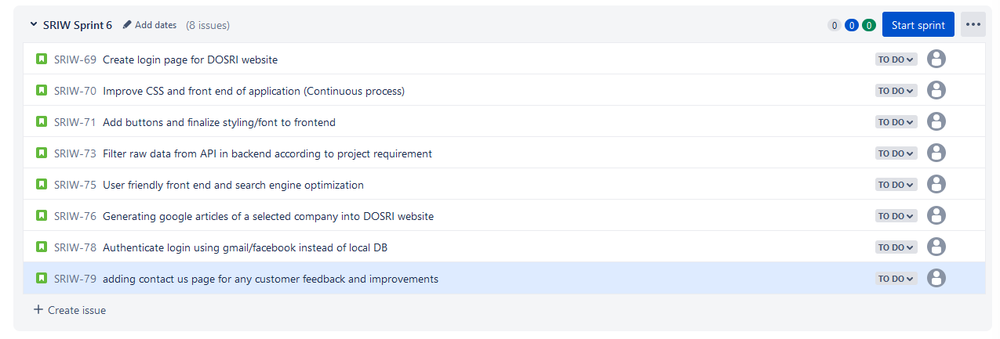 SRIW Sprint 6 Add dates (8 issues) 0 0 0 Start sprint
SRIW-69 Create login page for DOSRI website TO DO
SRIW-70 Improve CSS and front end of application (Continuous process) TO DO
SRIW-71 Add buttons and finalize styling/font to frontend TO DO
SRIW-73 Filter raw data from API in backend according to project requirement TO DO
SRIW-75 User friendly front end and search engine optimization TO DO
SRIW-76 Generating google articles of a selected company into DOSRI website TO DO
SRIW-78 Authenticate login using gmail/facebook instead of local DB TO DO
SRIW-79 adding contact us page for any customer feedback and improvements TO DO
+ Create issue